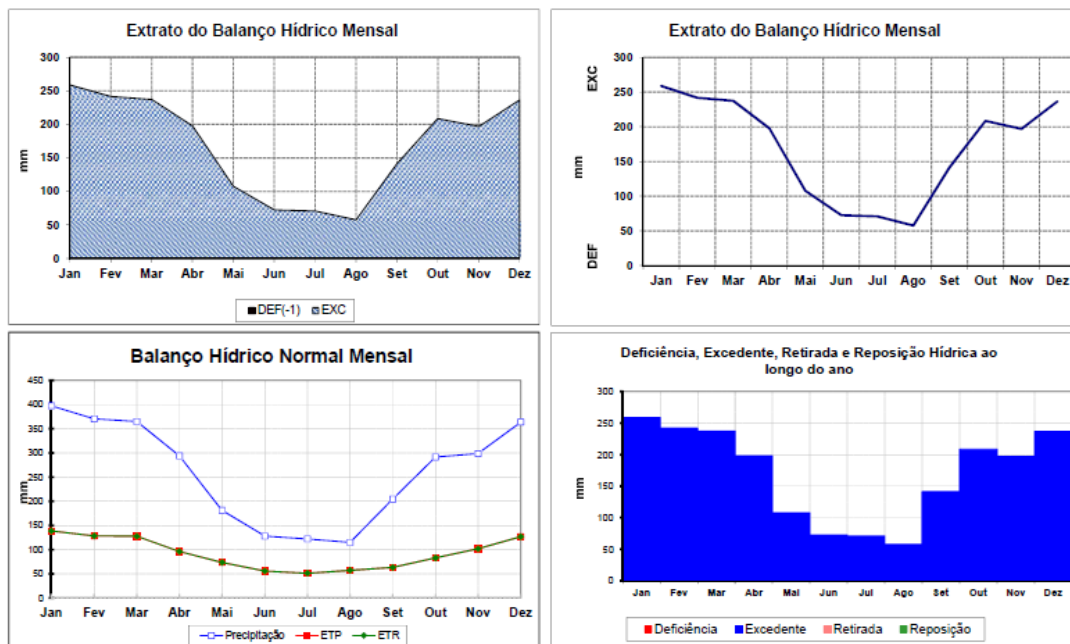 Extrato do Balanço Hídrico Mensal
300
250
200
150
100
50
0
mm
Jan Fev Mar Abr Mai Jun Jul Ago Set Out Nov Dez
DEF(-1) EXC
Extrato do Balanço Hídrico Mensal
300
250
200
150
100
50
0
EXC
mm
DEF
Jan Fev Mar Abr Mai Jun Jul Ago Set Out Nov Dez
Balanço Hídrico Normal Mensal
450
400
350
300
250
200
150
100
50
0
mm
Jan Fev Mar Abr Mai Jun Jul Ago Set Out Nov Dez
Precipitação ETP ETR
Deficiência, Excedente, Retirada e Reposição Hídrica ao
longo do ano
300
250
200
150
100
50
0
mm
Jan Fev Mar Abr Mai Jun Jul Ago Set Out Nov Dez
Deficiência Excedente Retirada Reposição